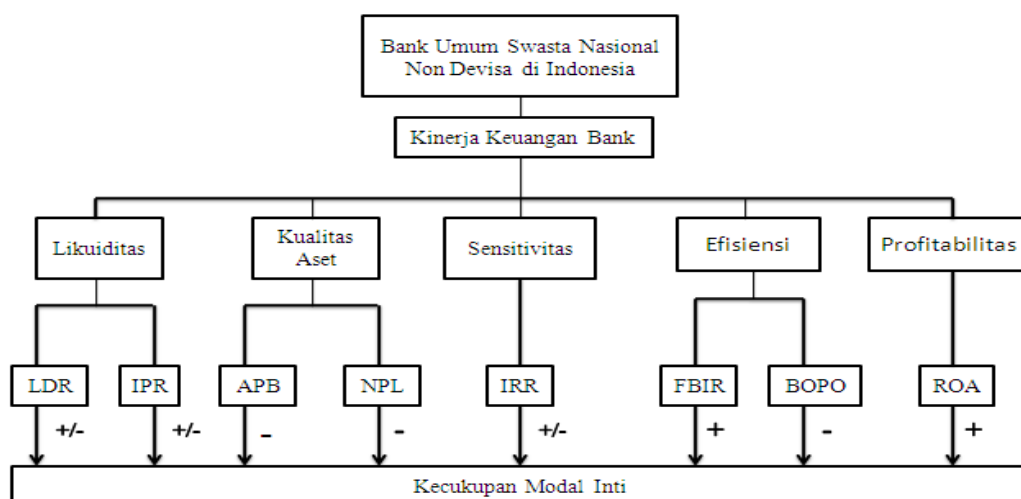 Bank Umum Swasta Nasional
Non Devisa di Indonesia
Kinerja Keuangan Bank
Likuiditas
Kualitas
Aset
Sensitivitas
Efisiensi
Profitabilitas
LDR
IPR
APB
NPL
IRR
FBIR
BOPO
ROA
+/-
+/-
-
-
+/-
+
-
+
Kecukupan Modal Inti